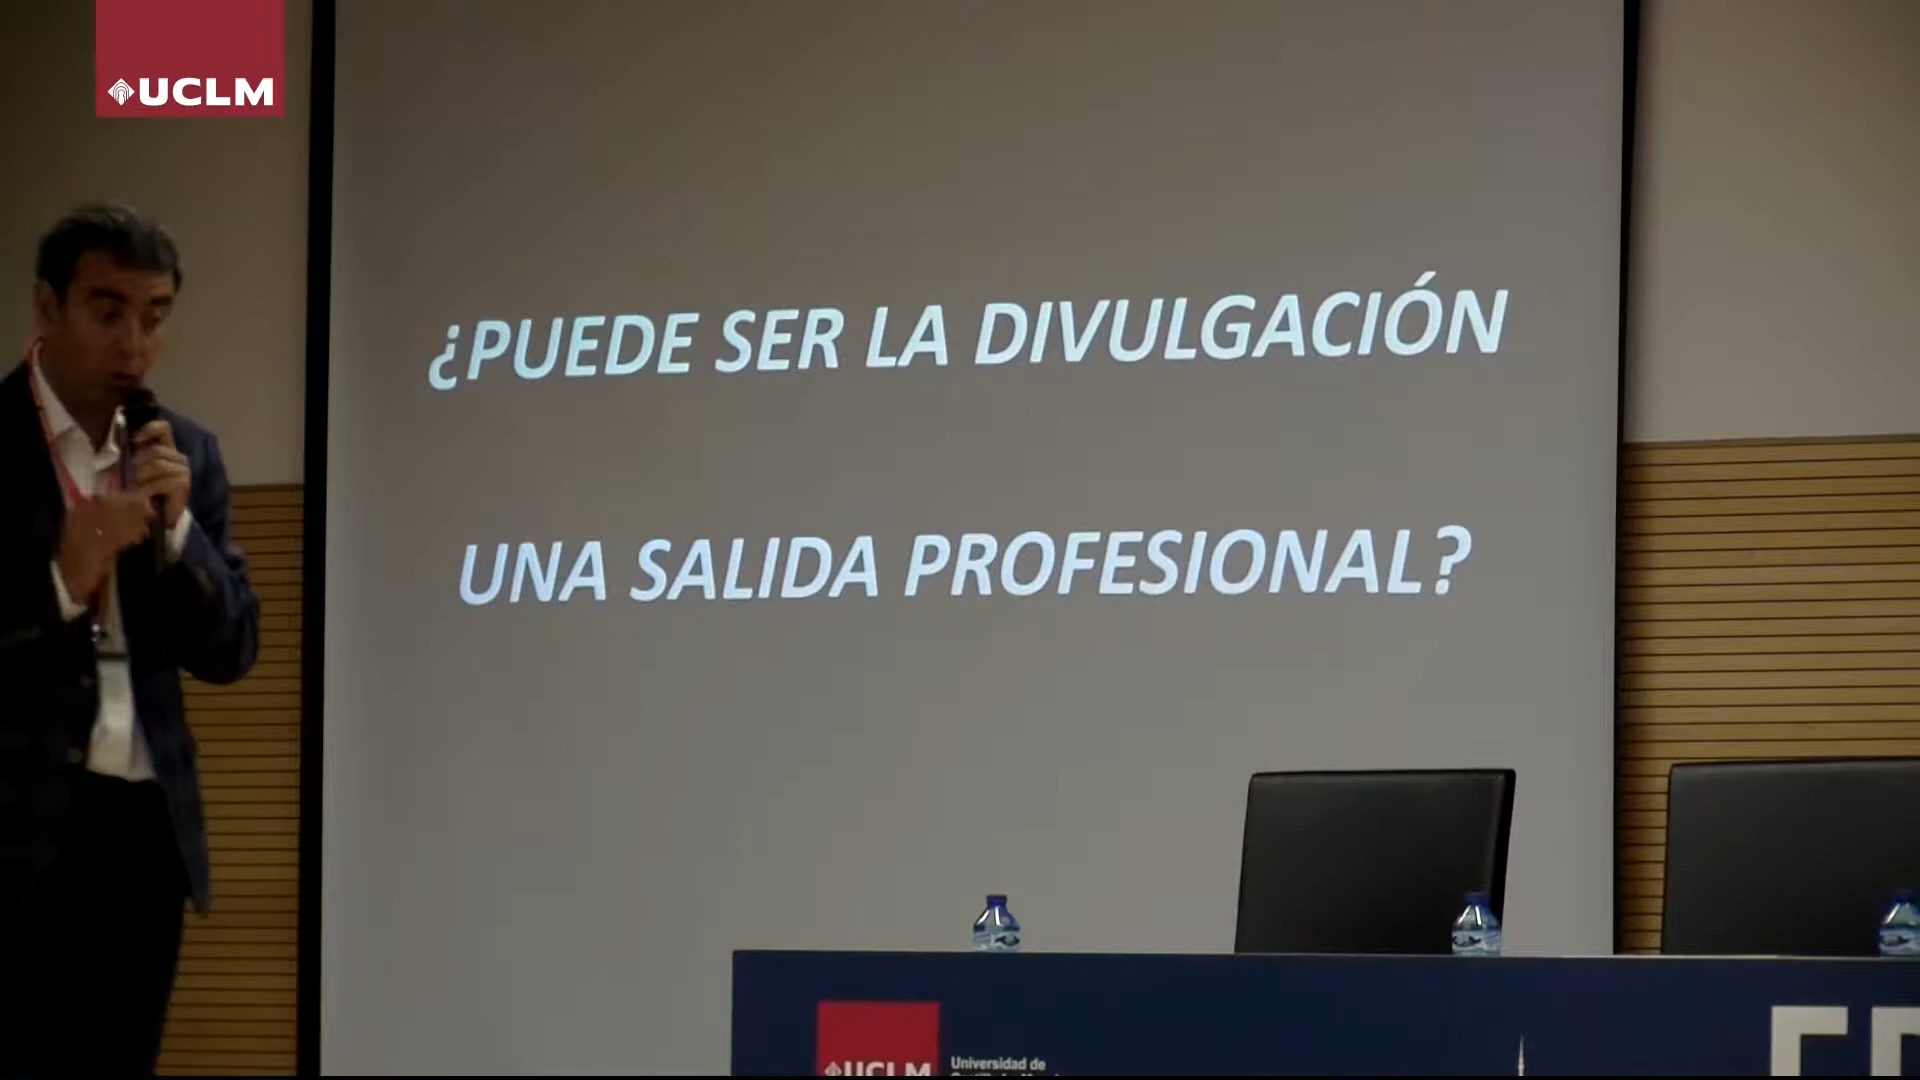 UCLM
¿PUEDE SER LA DIVULGACIÓN
UNA SALIDA PROFESIONAL?
UCLM
Universidad de